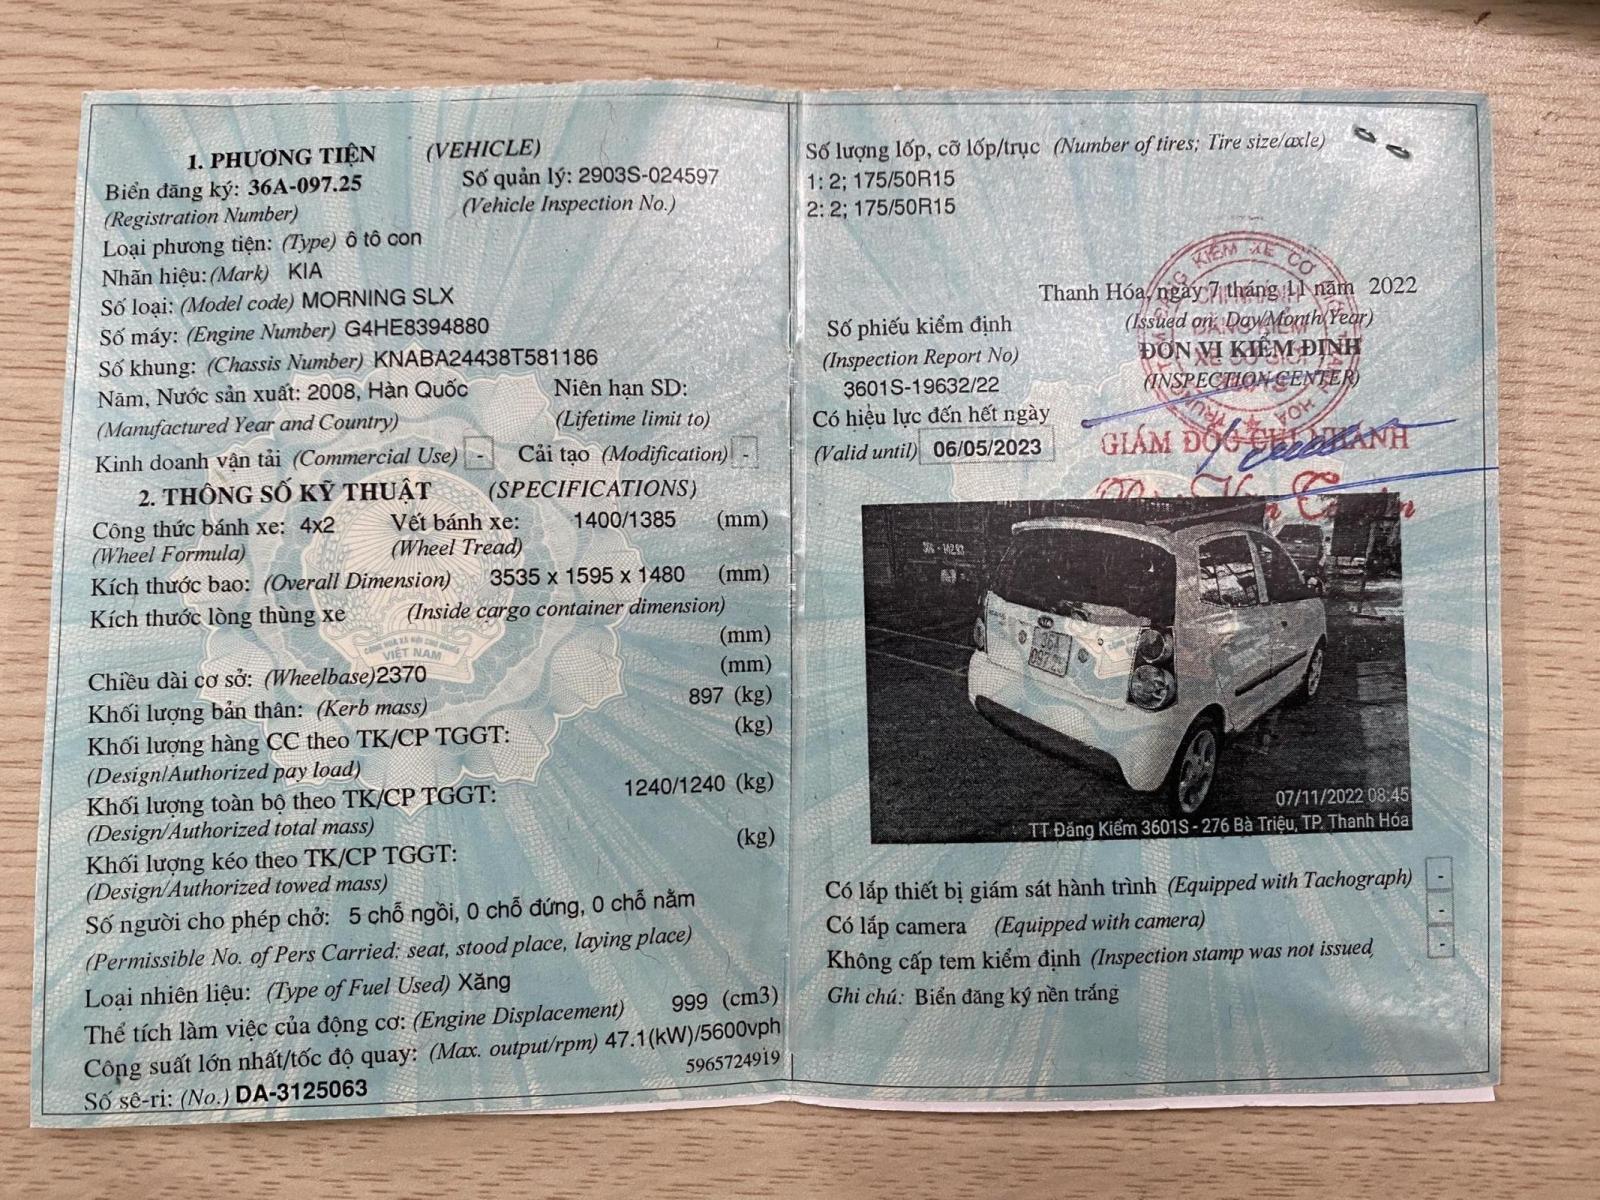 1. PHƯƠNG TIỆN (VEHICLE)
Biển đăng ký: 36A-097.25 Số quản lý: 2903S-024597
(Registration Number) (Vehicle Inspection No.)
Loại phương tiện: (Type) ô tô con
Nhãn hiệu: (Mark) KIA
Số loại: (Model code) MORNING SLX
Số máy: (Engine Number) G4HE8394880
Số khung: (Chassis Number) KNABA24438T581186
Năm, Nước sản xuất: 2008, Hàn Quốc Niên hạn SD:
(Manufactured Year and Country) (Lifetime limit to)
Kinh doanh vận tải (Commercial Use) - Cải tạo (Modification) -
2. THÔNG SỐ KỸ THUẬT (SPECIFICATIONS)
Công thức bánh xe: 4x2 Vết bánh xe: 1400/1385 (mm)
(Wheel Formula) (Wheel Tread)
Kích thước bao: (Overall Dimension) 3535 x 1595 x 1480 (mm)
Kích thước lòng thùng xe (Inside cargo container dimension)
(mm)
Chiều dài cơ sở: (Wheelbase) 2370 (mm)
Khối lượng bản thân: (Kerb mass) 897 (kg)
Khối lượng hàng CC theo TK/CP TGGT: (kg)
(Design/Authorized pay load)
Khối lượng toàn bộ theo TK/CP TGGT: 1240/1240 (kg)
(Design/Authorized total mass)
Khối lượng kéo theo TK/CP TGGT: (kg)
(Design/Authorized towed mass)
Số người cho phép chở: 5 chỗ ngồi, 0 chỗ đứng, 0 chỗ nằm
(Permissible No. of Pers Carried: seat, stood place, laying place)
Loại nhiên liệu: (Type of Fuel Used) Xăng
Thể tích làm việc của động cơ: (Engine Displacement) 999 (cm3)
Công suất lớn nhất/tốc độ quay: (Max. output/rpm) 47.1(kW)/5600vph
5965724919
Số sê-ri: (No.) DA-3125063
CỘNG HOÀ XÃ HỘI CHỦ NGHĨA
VIỆT NAM
Số lượng lốp, cỡ lốp/trục (Number of tires; Tire size/axle)
1: 2; 175/50R15
2: 2; 175/50R15
Thanh Hóa, ngày 7 tháng 11 năm 2022
(Issued on: Day/Month/Year)
Số phiếu kiểm định
(Inspection Report No)
3601S-19632/22
ĐƠN VỊ KIỂM ĐỊNH
(INSPECTION CENTER)
Có hiệu lực đến hết ngày
(Valid until) 06/05/2023
GIÁM ĐỐC CHI NHÁNH
36A
097.25
07/11/2022 08:45
TT Đăng Kiểm 3601S - 276 Bà Triệu, TP. Thanh Hóa
Có lắp thiết bị giám sát hành trình (Equipped with Tachograph) -
Có lắp camera (Equipped with camera) -
Không cấp tem kiểm định (Inspection stamp was not issued, -
Ghi chú: Biển đăng ký nền trắng